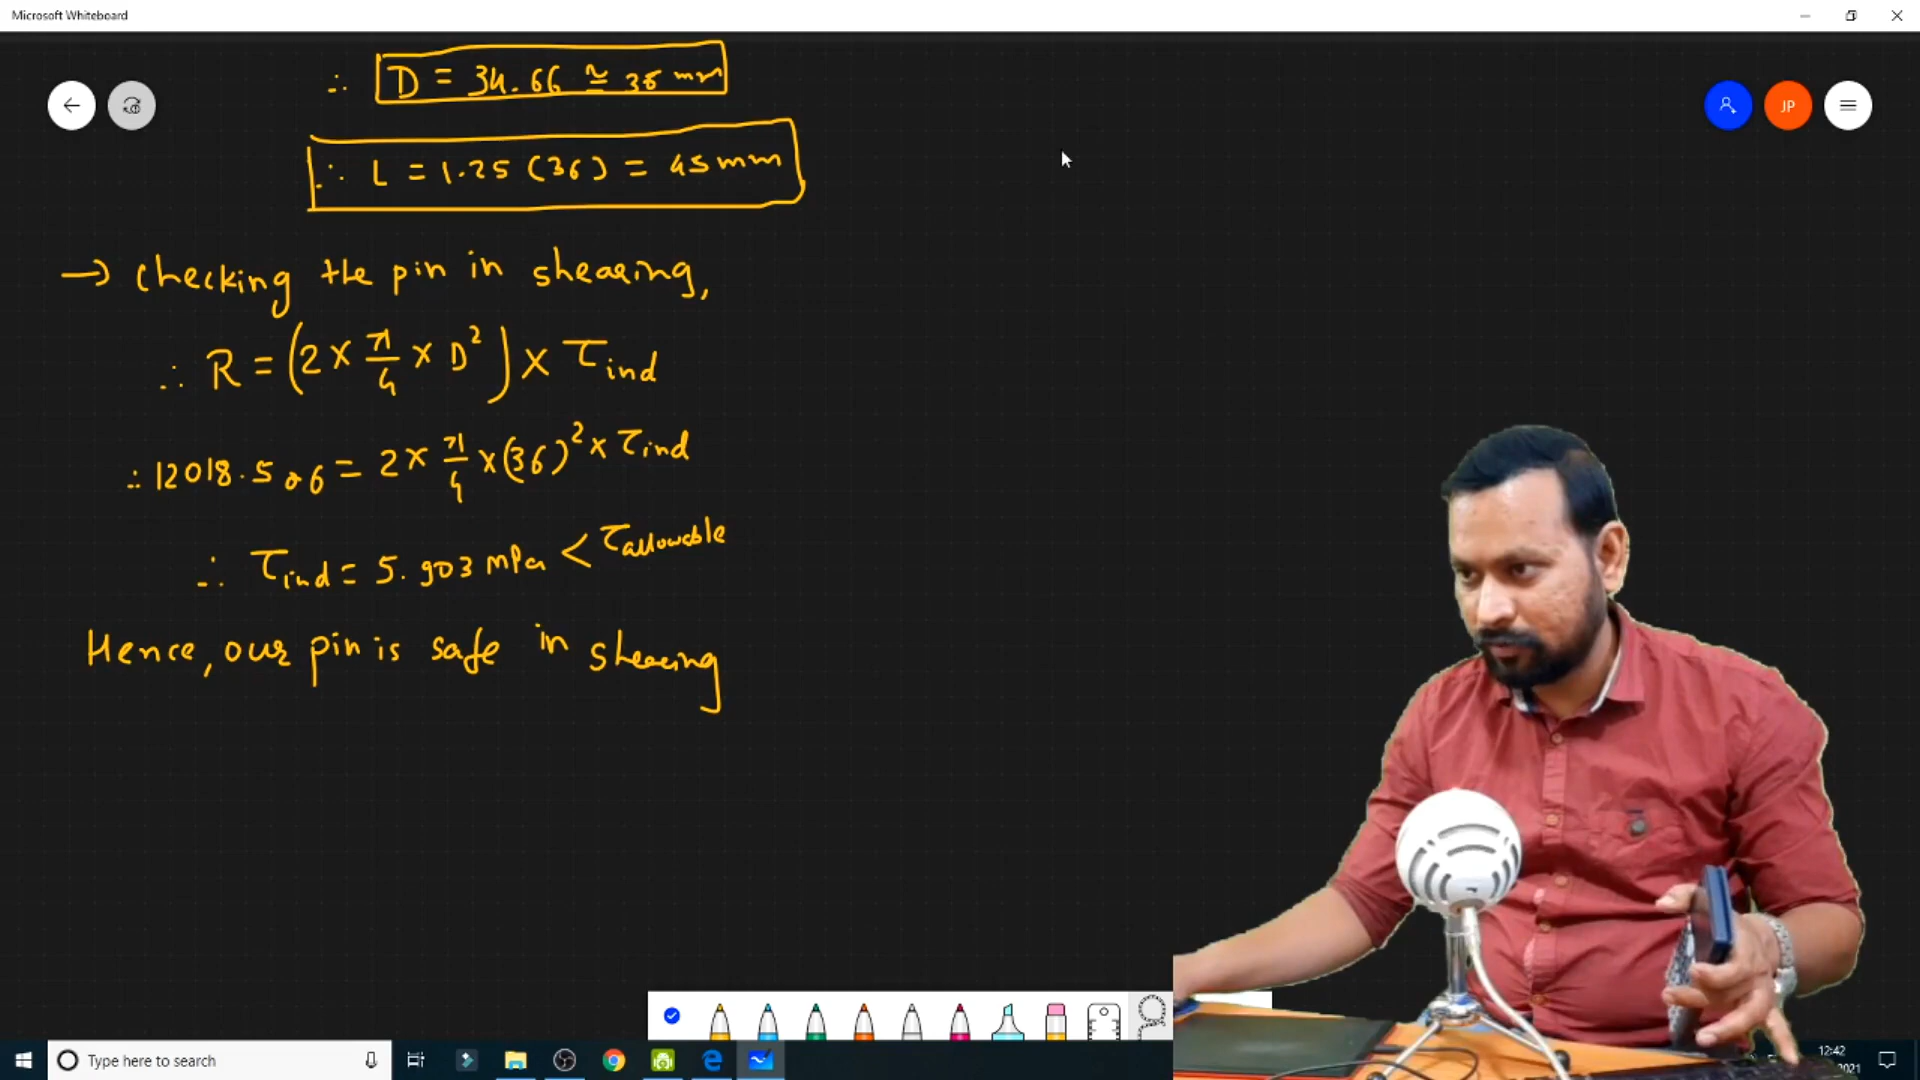 Microsoft Whiteboard
∴ D = 34.66 ≅ 36 mm
JP
∴ L = 1.25 (36) = 45 mm
→ Checking the pin in shearing,
∴ R = (2 × π/4 × D²) × τind
∴ 12018.506 = 2 × π/4 × (36)² × τind
∴ τind = 5.903 mPa < τallowable
Hence, our pin is safe in shearing
Type here to search
12:42
2021